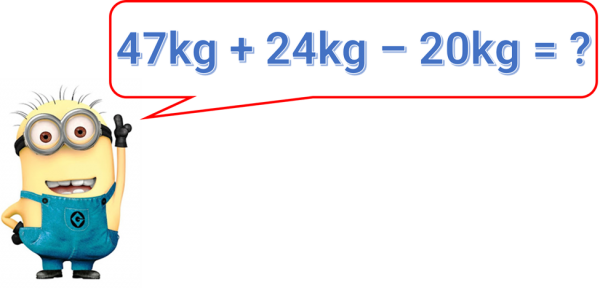 47kg + 24kg – 20kg = ?